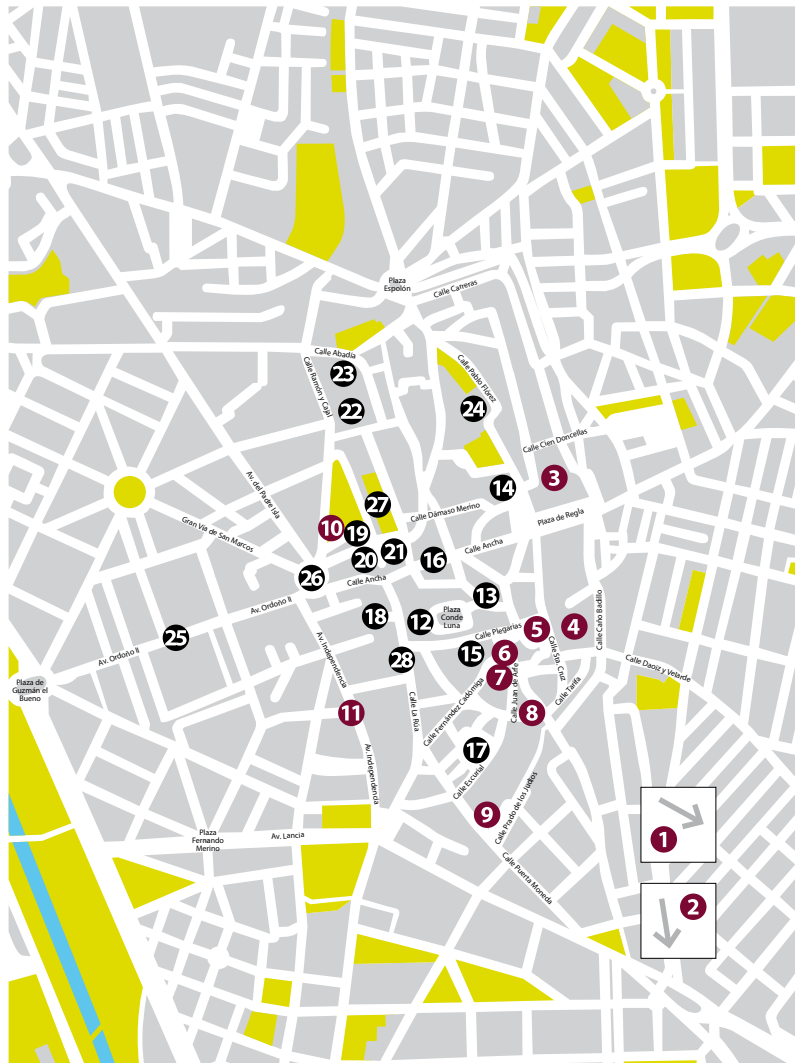 Plaza
Espolón
Calle Carreras
Calle Abadía
23
Calle Ramón y Cajal
22
Calle Pablo Flórez
24
Calle Cien Doncellas
3
14
Av. del Padre Isla
27
Calle Dámaso Merino
Plaza de Regla
Gran Vía de San Marcos
10
19
20
21
16
Calle Ancha
26
Calle Ancha
13
Av. Ordoño II
18
12
Plaza
Conde
Luna
Calle Plegarias
5
4
Calle Caño Badillo
25
Av. Ordoño II
Av. Independencia
28
15
6
7
Calle Sta. Cruz
Calle Daoiz y Velarde
Plaza de
Guzmán el
Bueno
Calle Juan de Arfe
Calle Tarifa
11
Calle La Rúa
Calle Fernández Cadórniga
8
Av. Independencia
17
Calle Escurial
9
Calle Prado de los Judíos
Plaza
Fernando
Merino
Av. Lancia
Calle Puerta Moneda
1
2